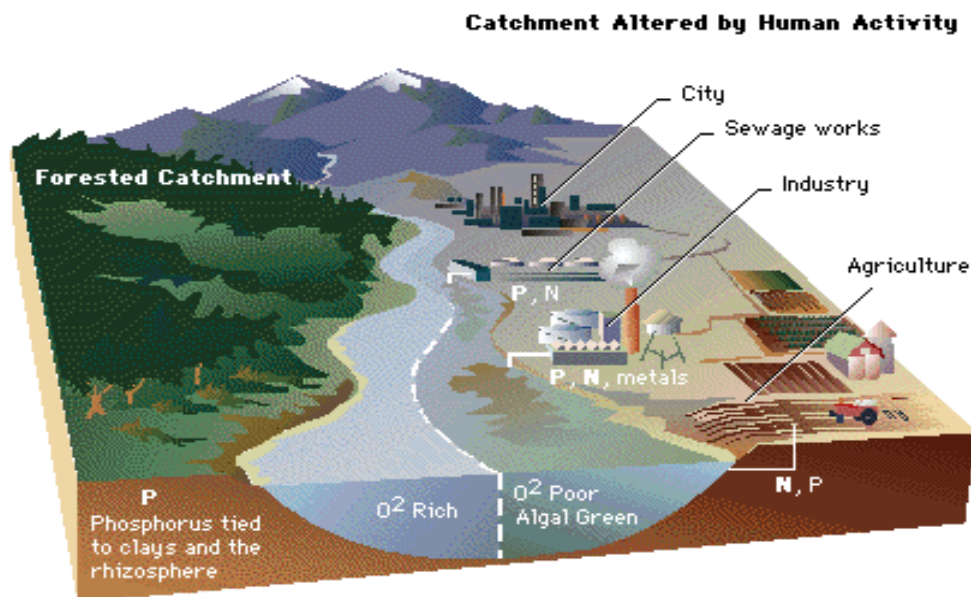 Catchment Altered by Human Activity
City
Sewage works
Forested Catchment
Industry
Agriculture
P, N
P, N, metals
N, P
P
Phosphorus tied
to clays and the
rhizosphere
O² Rich
O² Poor
Algal Green